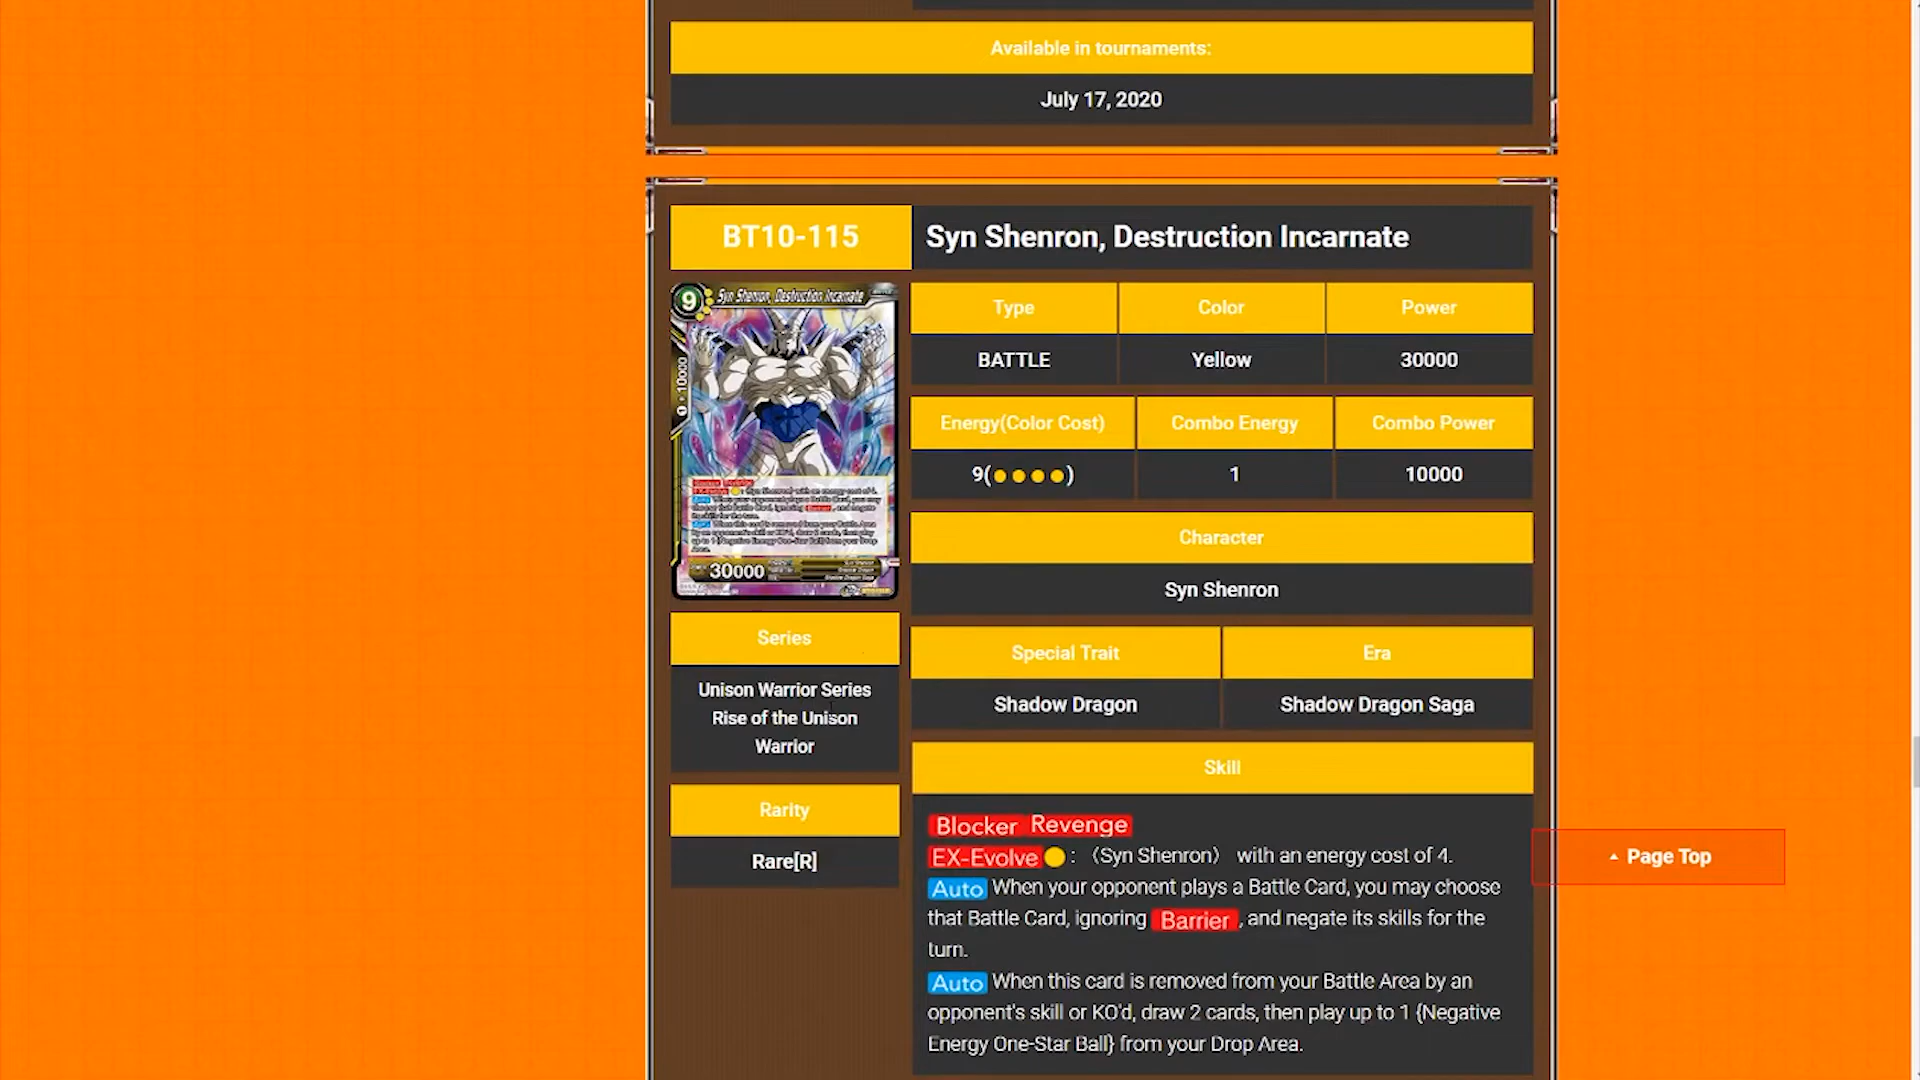 Available in tournaments:
July 17, 2020
BT10-115
Syn Shenron, Destruction Incarnate
9
Syn Shenron, Destruction Incarnate
+10000
30000
Type
Color
Power
BATTLE
Yellow
30000
Energy(Color Cost)
Combo Energy
Combo Power
9(●●●●)
1
10000
Character
Syn Shenron
Series
Special Trait
Era
Unison Warrior Series
Rise of the Unison
Warrior
Shadow Dragon
Shadow Dragon Saga
Rarity
Rare[R]
Skill
Blocker Revenge
EX-Evolve : 〈Syn Shenron〉 with an energy cost of 4.
Auto When your opponent plays a Battle Card, you may choose
that Battle Card, ignoring Barrier, and negate its skills for the
turn.
Auto When this card is removed from your Battle Area by an
opponent's skill or KO'd, draw 2 cards, then play up to 1 {Negative
Energy One-Star Ball} from your Drop Area.
Page Top